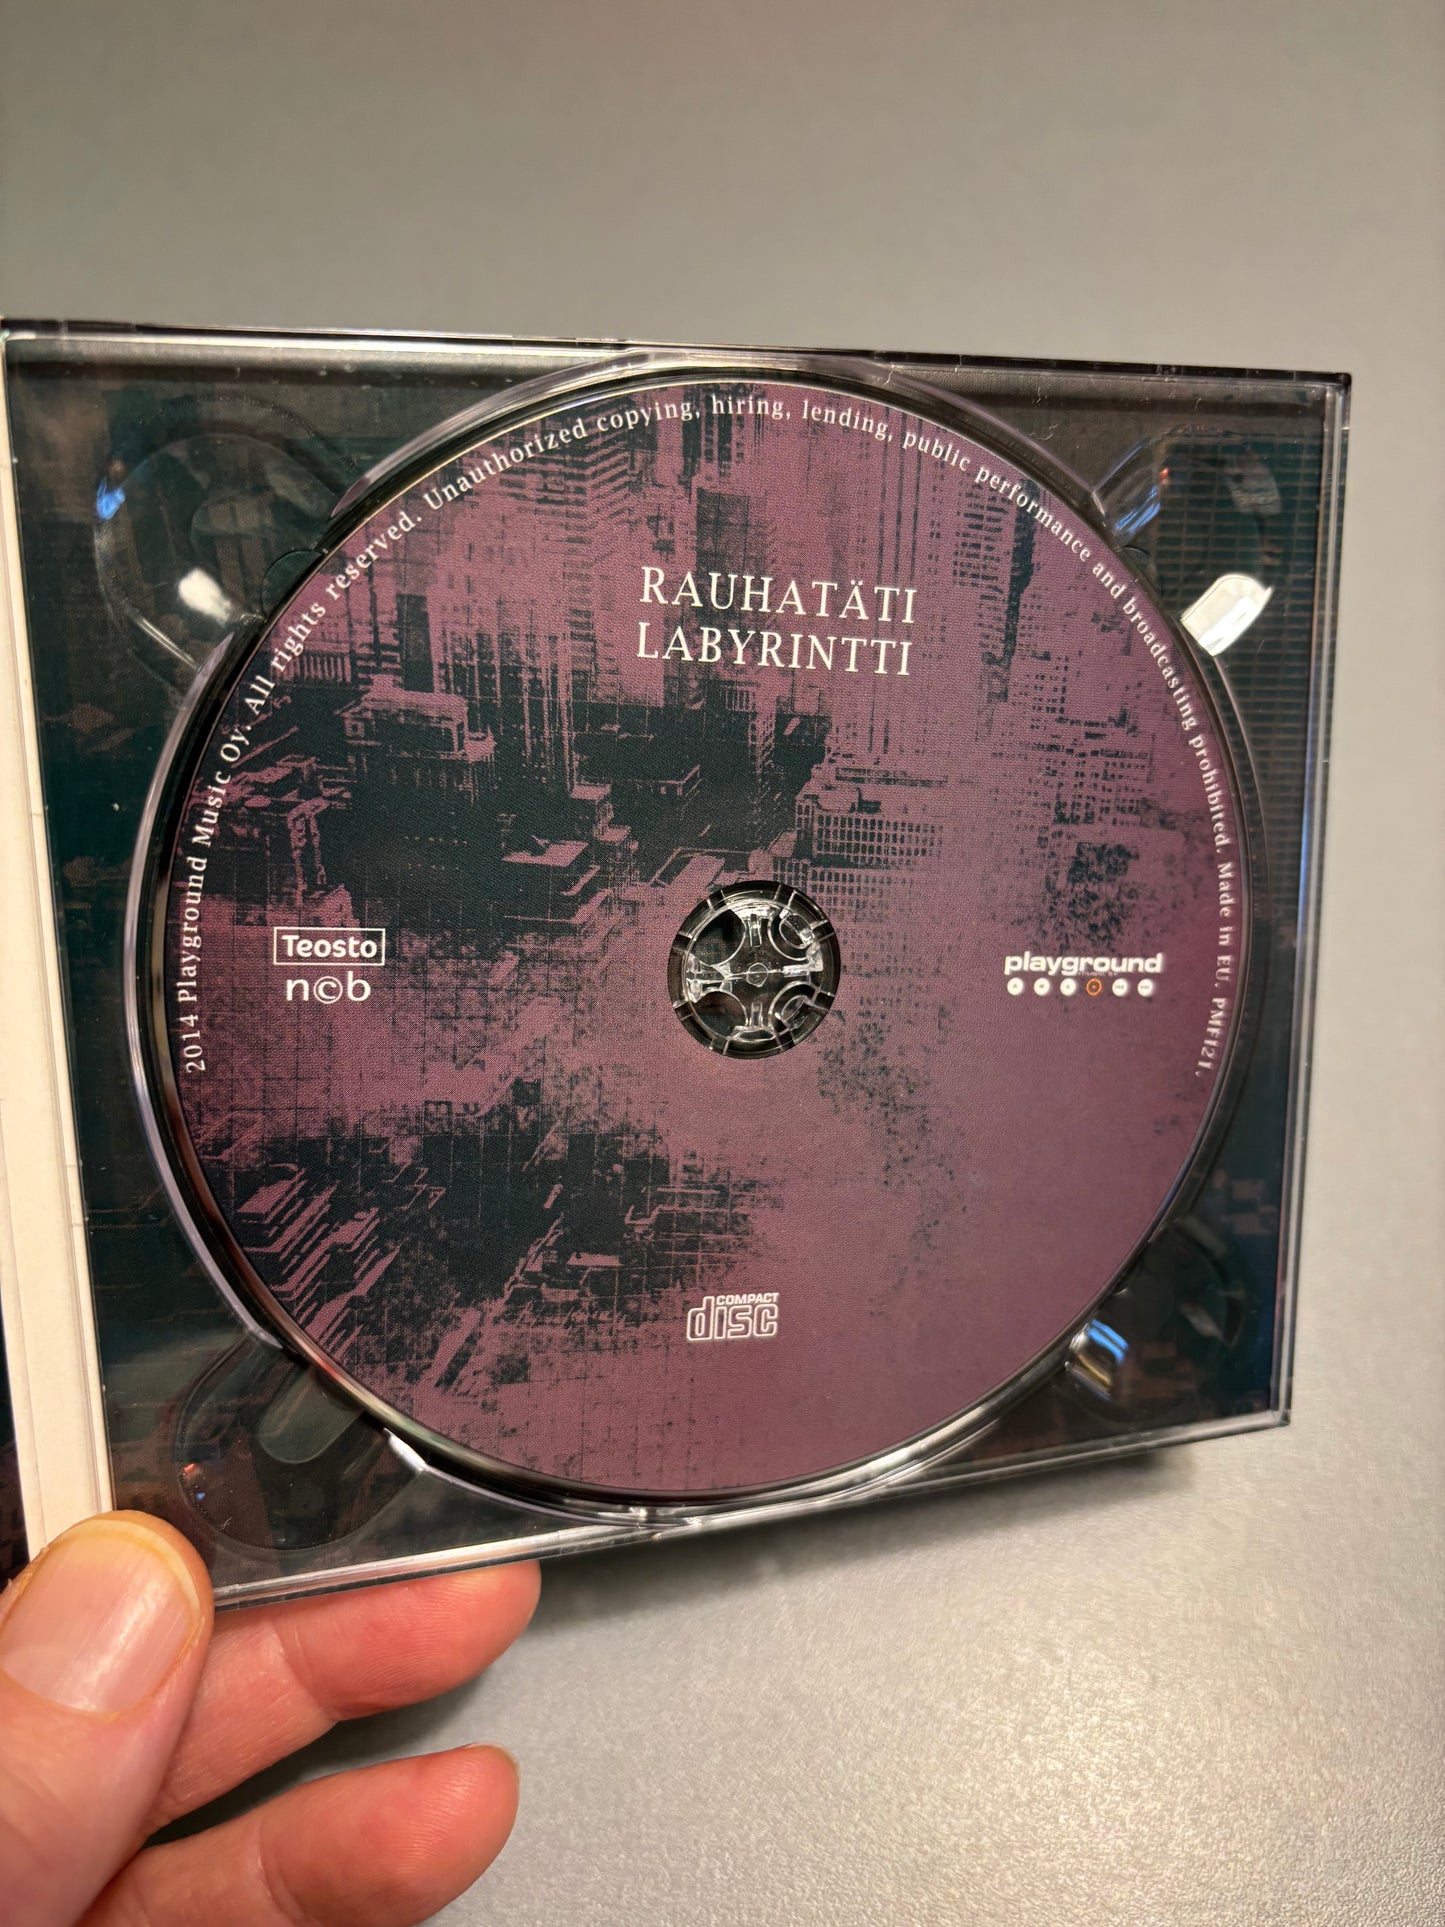 2014 Playground Music Oy. All rights reserved. Unauthorized copying, hiring, lending, public performance and broadcasting prohibited. Made in EU. PMF121.
RAUHATÄTI
LABYRINTTI
Teosto
n©b
playground
COMPACT
disc